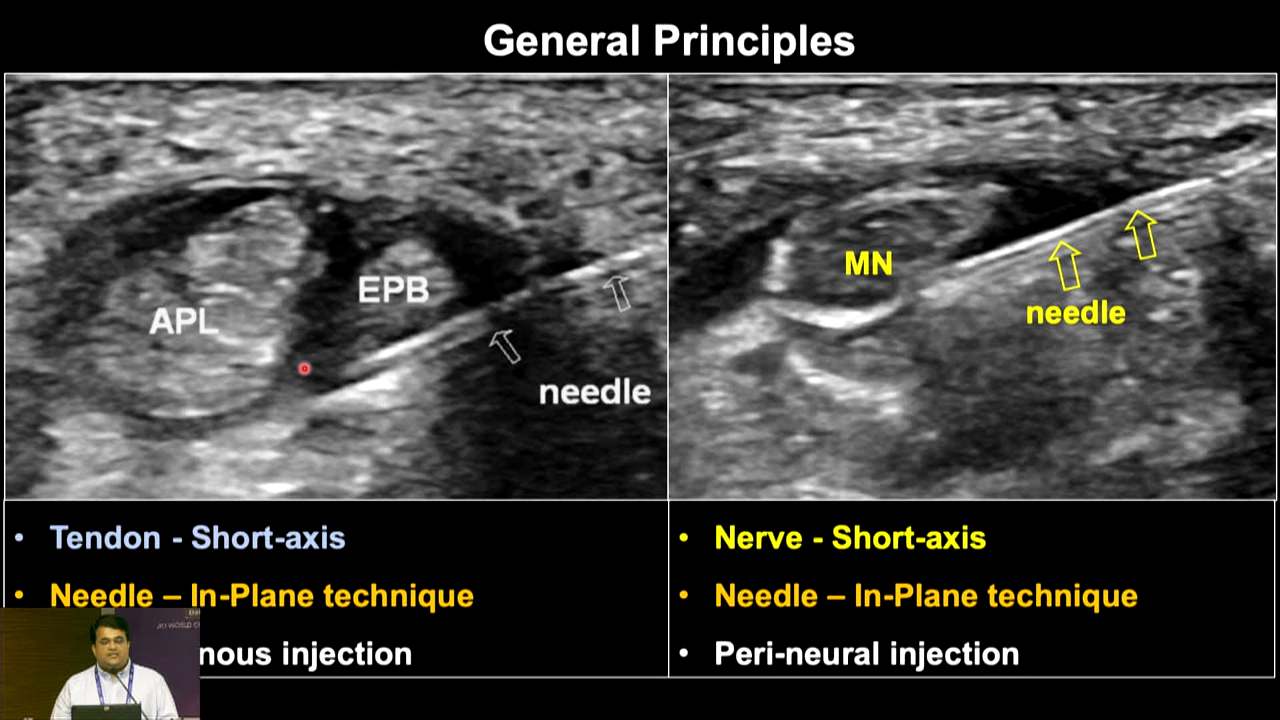 General Principles
APL
EPB
needle
MN
needle
• Tendon - Short-axis
• Needle – In-Plane technique
nous injection
• Nerve - Short-axis
• Needle – In-Plane technique
• Peri-neural injection